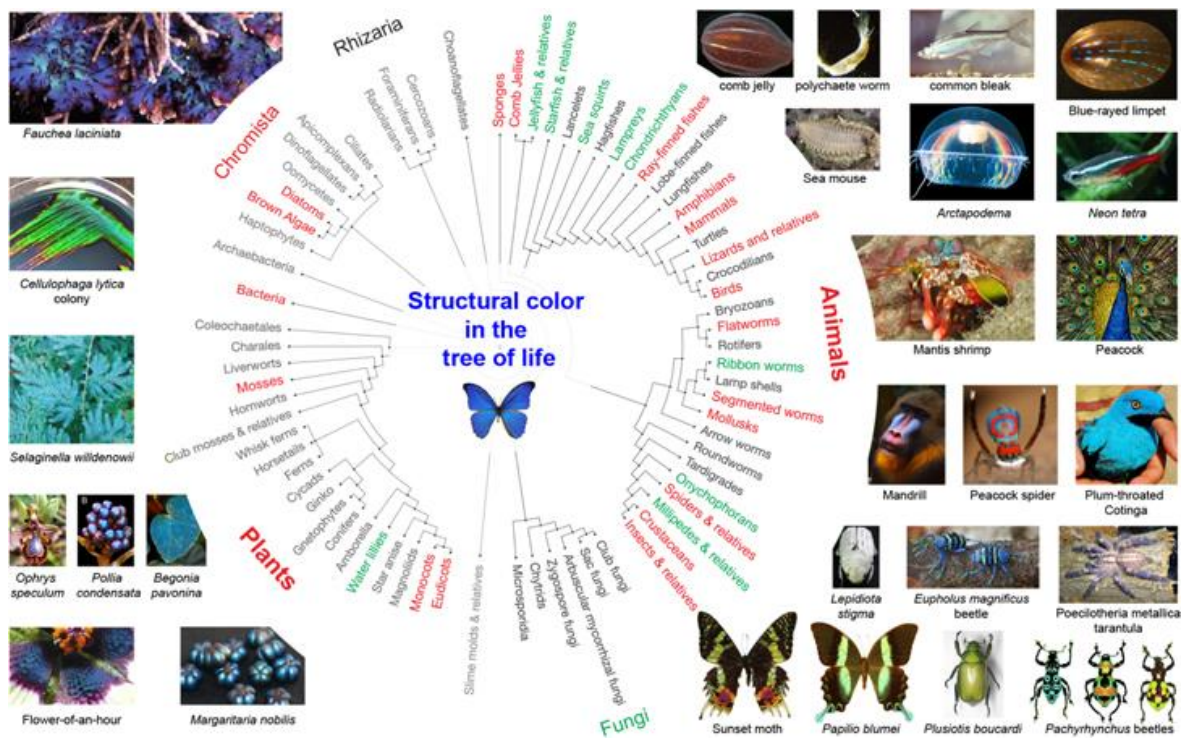 Fauchea laciniata
Cellulophaga lytica
colony
Selaginella willdenowii
Ophrys
speculum
Pollia
condensata
Begonia
pavonina
Flower-of-an-hour
Margaritaria nobilis
Structural color
in the
tree of life
Rhizaria
Chromista
Choanoflagellates
Cercozoans
Foraminiferans
Radiolarians
Ciliates
Apicomplexans
Dinoflagellates
Oomycetes
Diatoms
Brown Algae
Haptophytes
Archaebacteria
Bacteria
Coleochaetales
Charales
Liverworts
Mosses
Hornworts
Club mosses & relatives
Whisk ferns
Horsetails
Ferns
Cycads
Ginko
Gnetophytes
Conifers
Amborella
Water lillies
Star anise
Magnoliids
Monocots
Eudicots
Plants
Slime molds & relatives
Microsporidia
Chytrids
Zygospore fungi
Arbuscular mycorrhizal fungi
Sac fungi
Club fungi
Fungi
Sponges
Comb Jellies
Jellyfish & relatives
Starfish & relatives
Lancelets
Sea squirts
Hagfishes
Lampreys
Chondrichthyans
Ray-finned fishes
Lobe-finned fishes
Lungfishes
Amphibians
Mammals
Turtles
Lizards and relatives
Crocodilians
Birds
Bryozoans
Flatworms
Rotifers
Ribbon worms
Lamp shells
Segmented worms
Mollusks
Arrow worms
Roundworms
Tardigrades
Onychophorans
Spiders & relatives
Millipedes & relatives
Crustaceans
Insects & relatives
Animals
comb jelly
polychaete worm
common bleak
Blue-rayed limpet
Sea mouse
Arctapodema
Neon tetra
Mantis shrimp
Peacock
Mandrill
Peacock spider
Plum-throated
Cotinga
Lepidiota
stigma
Eupholus magnificus
beetle
Poecilotheria metallica
tarantula
Sunset moth
Papilio blumei
Plusiotis boucardi
Pachyrhynchus beetles